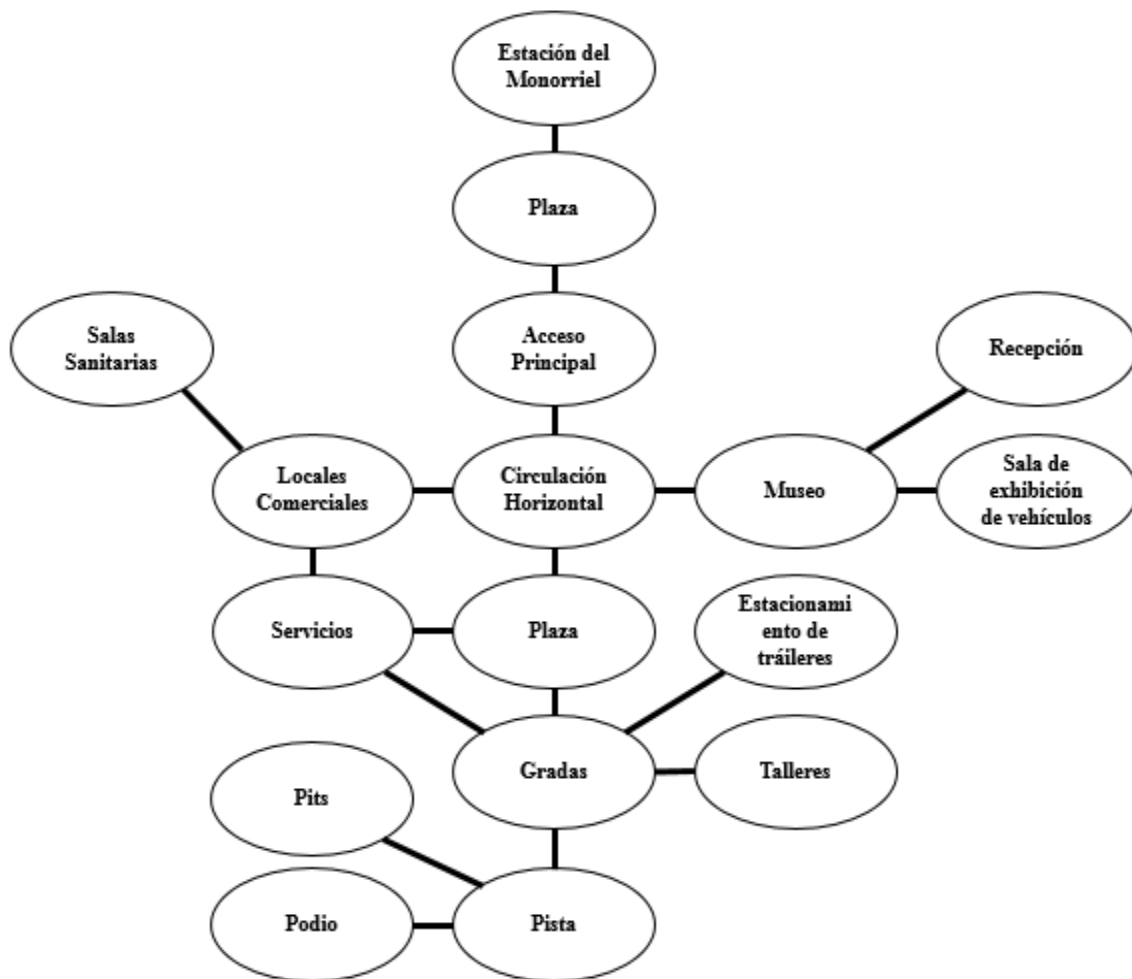 Estación del
Monorriel
Plaza
Acceso
Principal
Salas
Sanitarias
Recepción
Locales
Comerciales
Circulación
Horizontal
Museo
Sala de
exhibición
de vehículos
Servicios
Plaza
Estacionami
ento de
tráileres
Gradas
Talleres
Pits
Podio
Pista